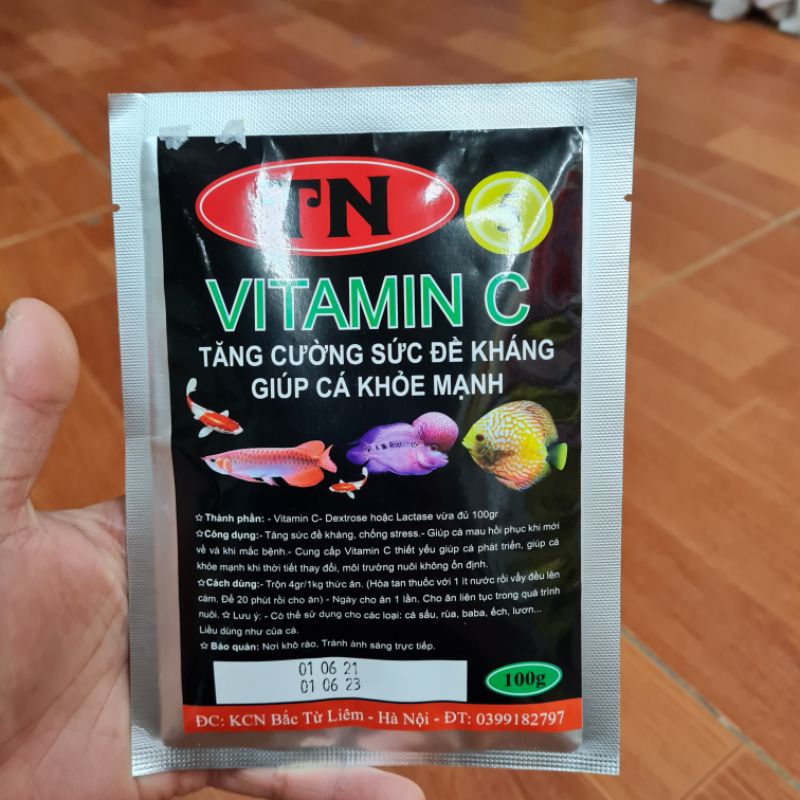 TN
5
VITAMIN C
TĂNG CƯỜNG SỨC ĐỀ KHÁNG
GIÚP CÁ KHỎE MẠNH
☆ Thành phần: - Vitamin C- Dextrose hoặc Lactase vừa đủ 100gr
☆Công dụng:- Tăng sức đề kháng, chống stress.- Giúp cá mau hồi phục khi mới
về và khi mắc bệnh.- Cung cấp Vitamin C thiết yếu giúp cá phát triển, giúp cá
khỏe mạnh khi thời tiết thay đổi, môi trường nuôi không ổn định.
☆Cách dùng:- Trộn 4gr/1kg thức ăn. (Hòa tan thuốc với 1 ít nước rồi vẩy đều lên
cám. Để 20 phút rồi cho ăn) - Ngày cho ăn 1 lần. Cho ăn liên tục trong quá trình
nuôi. ☆ Lưu ý: - Có thể sử dụng cho các loại: cá sấu, rùa, baba, ếch, lươn...
Liều dùng như của cá.
☆ Bảo quản: Nơi khô ráo, Tránh ánh sáng trực tiếp.
01 06 21
01 06 23
100g
ĐC: KCN Bắc Từ Liêm - Hà Nội - ĐT: 0399182797